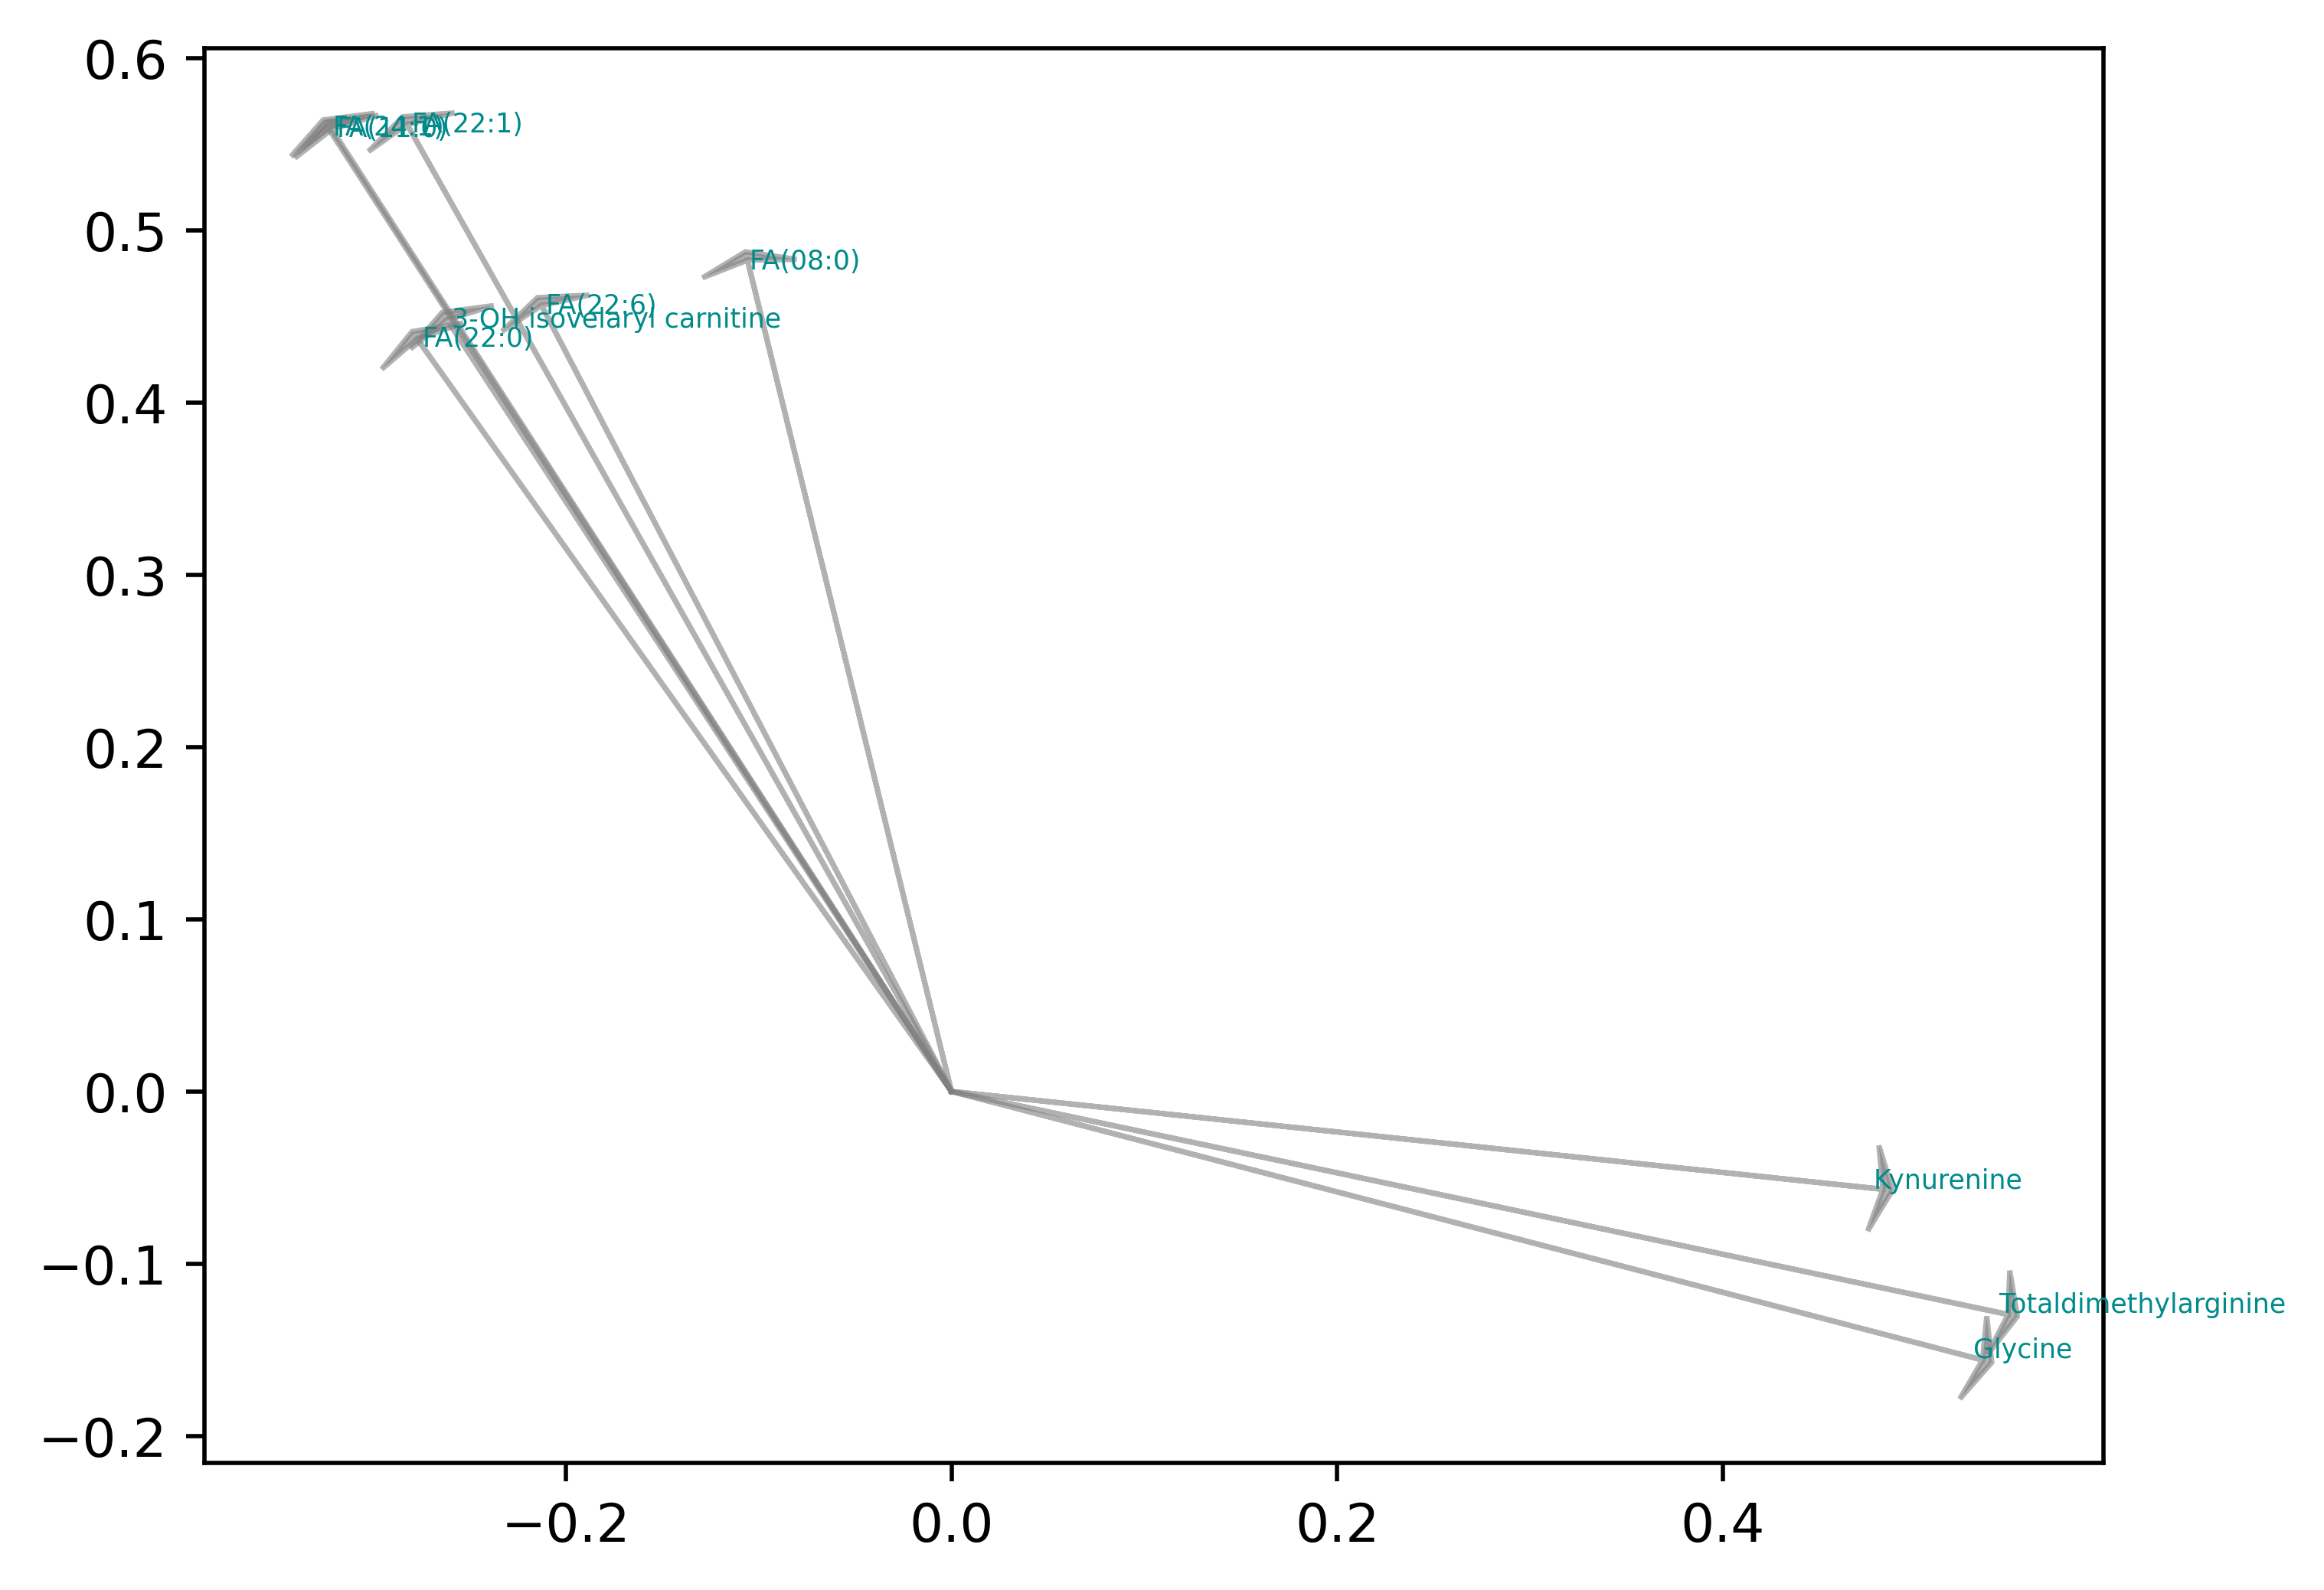 0.6
0.5
0.4
0.3
0.2
0.1
0.0
−0.1
−0.2
−0.2
0.0
0.2
0.4
FA(22:1)
FA(08:0)
FA(22:6)
3-OH isovelaryl carnitine
FA(22:0)
Kynurenine
Totaldimethylarginine
Glycine